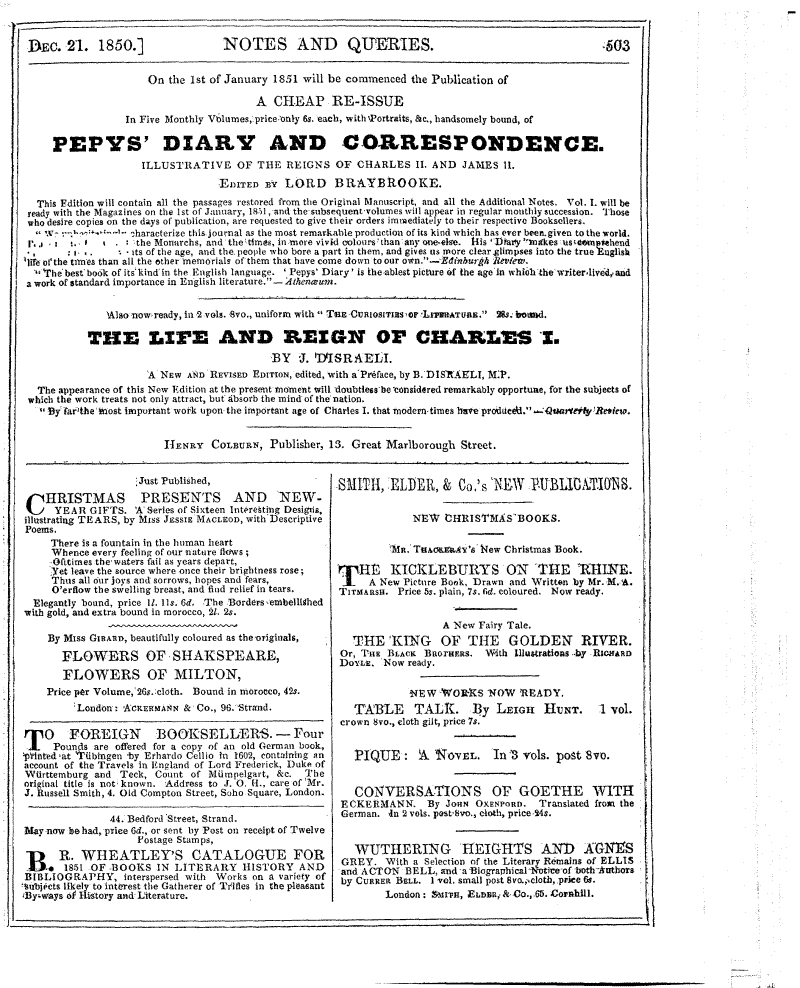 DEC. 21. 1850.] NOTES AND QUERIES. 503
On the 1st of January 1851 will be commenced the Publication of
A CHEAP RE-ISSUE
In Five Monthly Volumes, price only 6s. each, with Portraits, &c., handsomely bound, of
PEPYS' DIARY AND CORRESPONDENCE.
ILLUSTRATIVE OF THE REIGNS OF CHARLES II. AND JAMES II.
EDITED BY LORD BRAYBROOKE.
This Edition will contain all the passages restored from the Original Manuscript, and all the Additional Notes. Vol. I. will be
ready with the Magazines on the 1st of January, 1851, and the subsequent volumes will appear in regular monthly succession. Those
who desire copies on the days of publication, are requested to give their orders immediately to their respective Booksellers.
characterize this journal as the most remarkable production of its kind which has ever been given to the world.
the Monarchs, and the times, in more vivid colours than any one else. His 'Diary' makes us comprehend
of the age, and the people who bore a part in them, and gives us more clear glimpses into the true English
life of the times than all the other memorials of them that have come down to our own."—Edinburgh Review.
"The best book of its kind in the English language. 'Pepys' Diary' is the ablest picture of the age in which the writer lived, and
a work of standard importance in English literature."—Athenæum.
Also now ready, in 2 vols. 8vo., uniform with "THE CURIOSITIES OF LITERATURE." 28s. bound.
THE LIFE AND REIGN OF CHARLES I.
BY J. DISRAELI.
A NEW AND REVISED EDITION, edited, with a Preface, by B. DISRAELI, M.P.
The appearance of this New Edition at the present moment will doubtless be considered remarkably opportune, for the subjects of
which the work treats not only attract, but absorb the mind of the nation.
"By far the most important work upon the important age of Charles I. that modern times have produced."—Quarterly Review.
HENRY COLBURN, Publisher, 13. Great Marlborough Street.
Just Published,
CHRISTMAS PRESENTS AND NEW-
YEAR GIFTS. A Series of Sixteen Interesting Designs,
illustrating TEARS, by MISS JESSIE MACLEOD, with Descriptive
Poems.
There is a fountain in the human heart
Whence every feeling of our nature flows;
Ofttimes the waters fail as years depart,
Yet leave the source where once their brightness rose;
Thus all our joys and sorrows, hopes and fears,
O'erflow the swelling breast, and find relief in tears.
Elegantly bound, price 1l. 11s. 6d. The Borders embellished
with gold, and extra bound in morocco, 2l. 2s.
By MISS GIRARD, beautifully coloured as the originals,
FLOWERS OF SHAKSPEARE,
FLOWERS OF MILTON,
Price per Volume, 26s. cloth. Bound in morocco, 42s.
London: ACKERMANN & Co., 96. Strand.
TO FOREIGN BOOKSELLERS.—Four
Pounds are offered for a copy of an old German book,
printed at Tübingen by Erhardo Cellio in 1602, containing an
account of the Travels in England of Lord Frederick, Duke of
Württemburg and Teck, Count of Mümpelgart, &c. The
original title is not known. Address to J. O. H., care of Mr.
J. Russell Smith, 4. Old Compton Street, Soho Square, London.
44. Bedford Street, Strand.
May now be had, price 6d., or sent by Post on receipt of Twelve
Postage Stamps,
B. R. WHEATLEY'S CATALOGUE FOR
1851 OF BOOKS IN LITERARY HISTORY AND
BIBLIOGRAPHY, interspersed with Works on a variety of
subjects likely to interest the Gatherer of Trifles in the pleasant
By-ways of History and Literature.
SMITH, ELDER, & Co.'s NEW PUBLICATIONS.
NEW CHRISTMAS BOOKS.
MR. THACKERAY'S New Christmas Book.
THE KICKLEBURYS ON THE RHINE.
A New Picture Book, Drawn and Written by Mr. M. A.
TITMARSH. Price 5s. plain, 7s. 6d. coloured. Now ready.
A New Fairy Tale.
THE KING OF THE GOLDEN RIVER.
Or, THE BLACK BROTHERS. With Illustrations by RICHARD
DOYLE. Now ready.
NEW WORKS NOW READY.
TABLE TALK. By LEIGH HUNT. 1 vol.
crown 8vo., cloth gilt, price 7s.
PIQUE: A NOVEL. In 3 vols. post 8vo.
CONVERSATIONS OF GOETHE WITH
ECKERMANN. By JOHN OXENFORD. Translated from the
German. In 2 vols. post 8vo., cloth, price 24s.
WUTHERING HEIGHTS AND AGNES
GREY. With a Selection of the Literary Remains of ELLIS
and ACTON BELL, and a Biographical Notice of both Authors
by CURRER BELL. 1 vol. small post 8vo., cloth, price 6s.
London: SMITH, ELDER, & Co., 65. Cornhill.